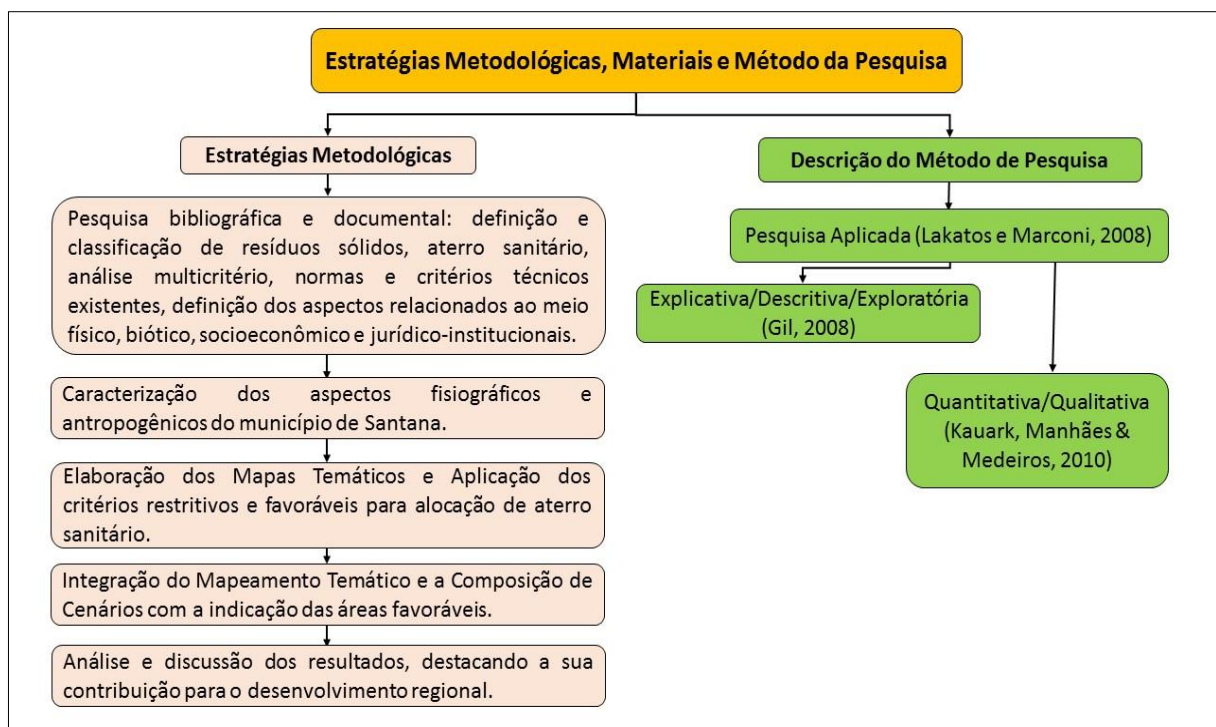 Estratégias Metodológicas, Materiais e Método da Pesquisa
Estratégias Metodológicas
Pesquisa bibliográfica e documental: definição e
classificação de resíduos sólidos, aterro sanitário,
análise multicritério, normas e critérios técnicos
existentes, definição dos aspectos relacionados ao meio
físico, biótico, socioeconômico e jurídico-institucionais.
Caracterização dos aspectos fisiográficos e
antropogênicos do município de Santana.
Elaboração dos Mapas Temáticos e Aplicação dos
critérios restritivos e favoráveis para alocação de aterro
sanitário.
Integração do Mapeamento Temático e a Composição de
Cenários com a indicação das áreas favoráveis.
Análise e discussão dos resultados, destacando a sua
contribuição para o desenvolvimento regional.
Descrição do Método de Pesquisa
Pesquisa Aplicada (Lakatos e Marconi, 2008)
Explicativa/Descritiva/Exploratória
(Gil, 2008)
Quantitativa/Qualitativa
(Kauark, Manhães &
Medeiros, 2010)